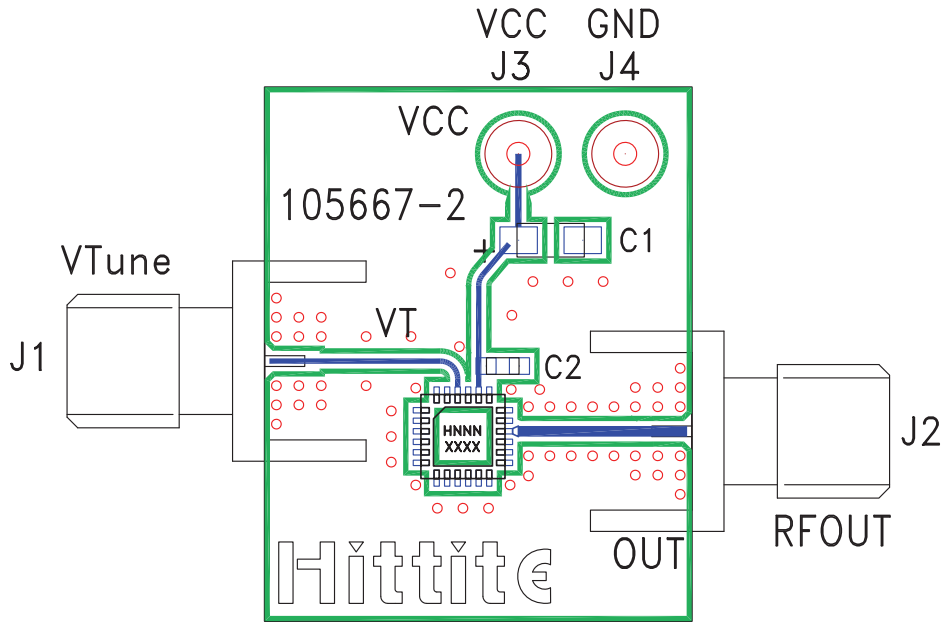 VCC GND
J3 J4
VCC
105667-2
+
C1
VTune
VT
J1
C2
HNNN
XXXX
J2
RFOUT
OUT
Hittite